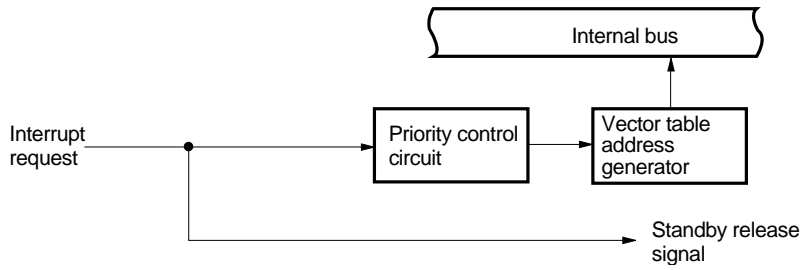 Internal bus
Interrupt
request
Priority control
circuit
Vector table
address
generator
Standby release
signal